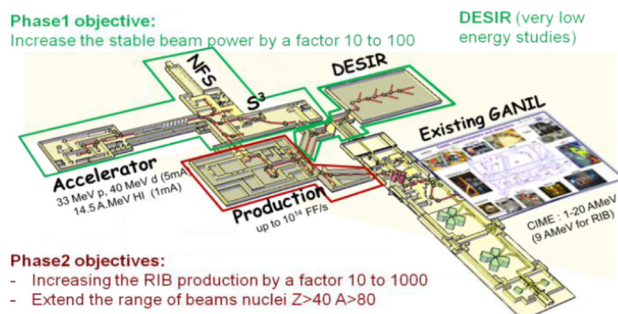 Phase1 objective:
Increase the stable beam power by a factor 10 to 100
DESIR (very low
energy studies)
NFS
S³
DESIR
Existing GANIL
Accelerator
33 MeV p, 40 MeV d (5mA)
14.5 A.MeV HI (1mA)
Production
up to 10¹⁴ FF/s
CIME : 1-20 AMeV
(9 AMeV for RIB)
Phase2 objectives:
- Increasing the RIB production by a factor 10 to 1000
- Extend the range of beams nuclei Z>40 A>80